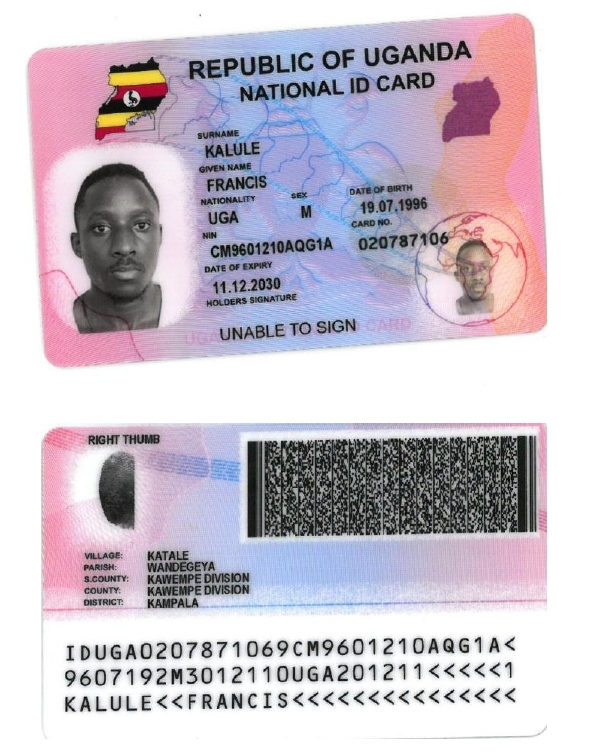 REPUBLIC OF UGANDA
NATIONAL ID CARD
SURNAME
KALULE
GIVEN NAME
FRANCIS
NATIONALITY SEX DATE OF BIRTH
UGA M 19.07.1996
NIN CARD NO.
CM9601210AQG1A 020787106
DATE OF EXPIRY
11.12.2030
HOLDERS SIGNATURE
UNABLE TO SIGN
RIGHT THUMB
VILLAGE: KATALE
PARISH: WANDEGEYA
S.COUNTY: KAWEMPE DIVISION
COUNTY: KAWEMPE DIVISION
DISTRICT: KAMPALA
IDUGA0207871069CM9601210AQG1A<
9607192M3012110UGA201211<<<<<1
KALULE<<FRANCIS<<<<<<<<<<<<<<<